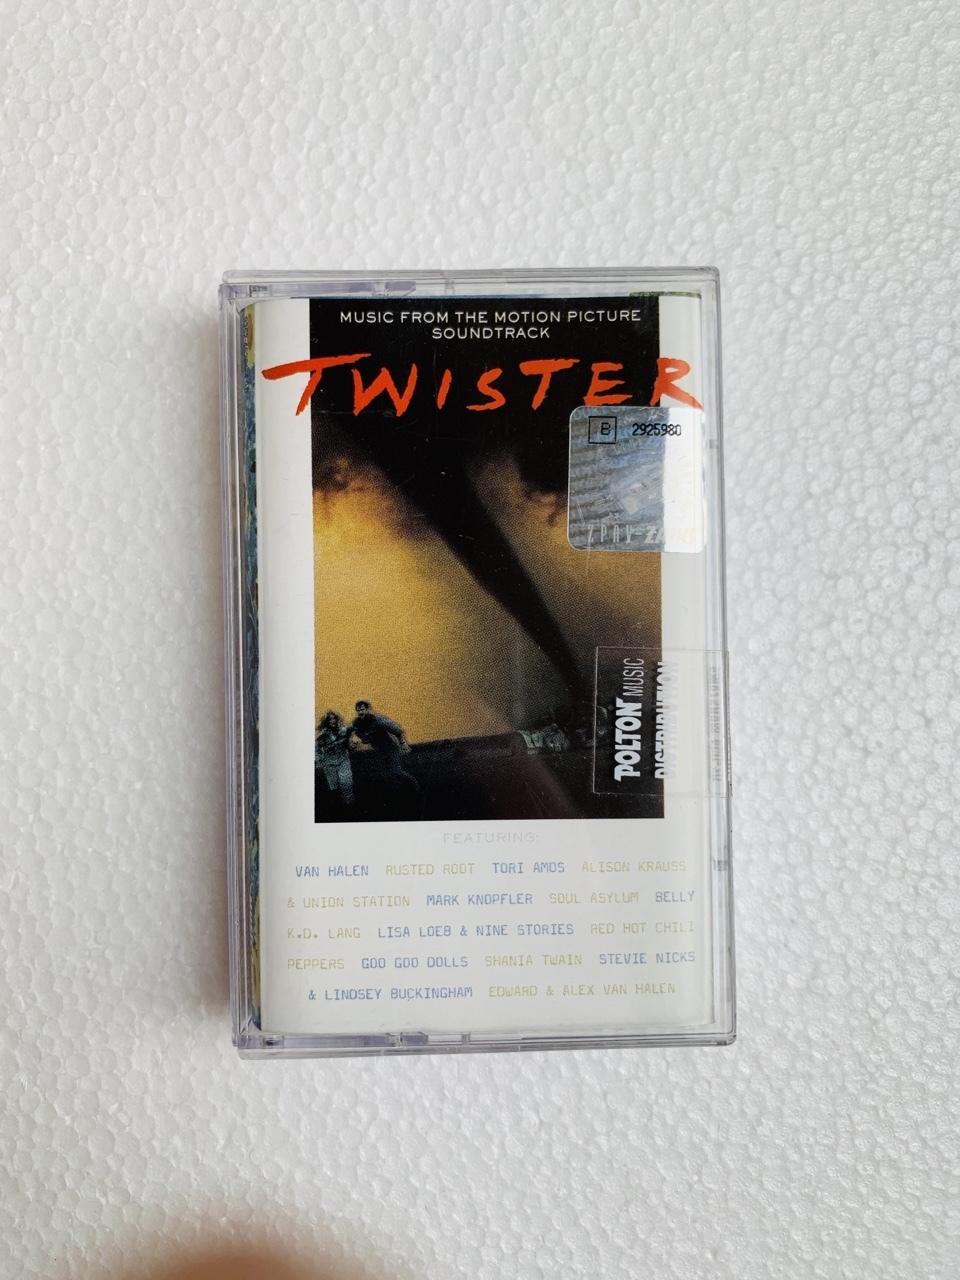 MUSIC FROM THE MOTION PICTURE
SOUNDTRACK
TWISTER
B 2925980
ZPAV-ZAIKS
POLTON MUSIC
DISTRIBUTION
FEATURING:
VAN HALEN RUSTED ROOT TORI AMOS ALISON KRAUSS
& UNION STATION MARK KNOPFLER SOUL ASYLUM BELLY
K.D. LANG LISA LOEB & NINE STORIES RED HOT CHILI
PEPPERS GOO GOO DOLLS SHANIA TWAIN STEVIE NICKS
& LINDSEY BUCKINGHAM EDWARD & ALEX VAN HALEN